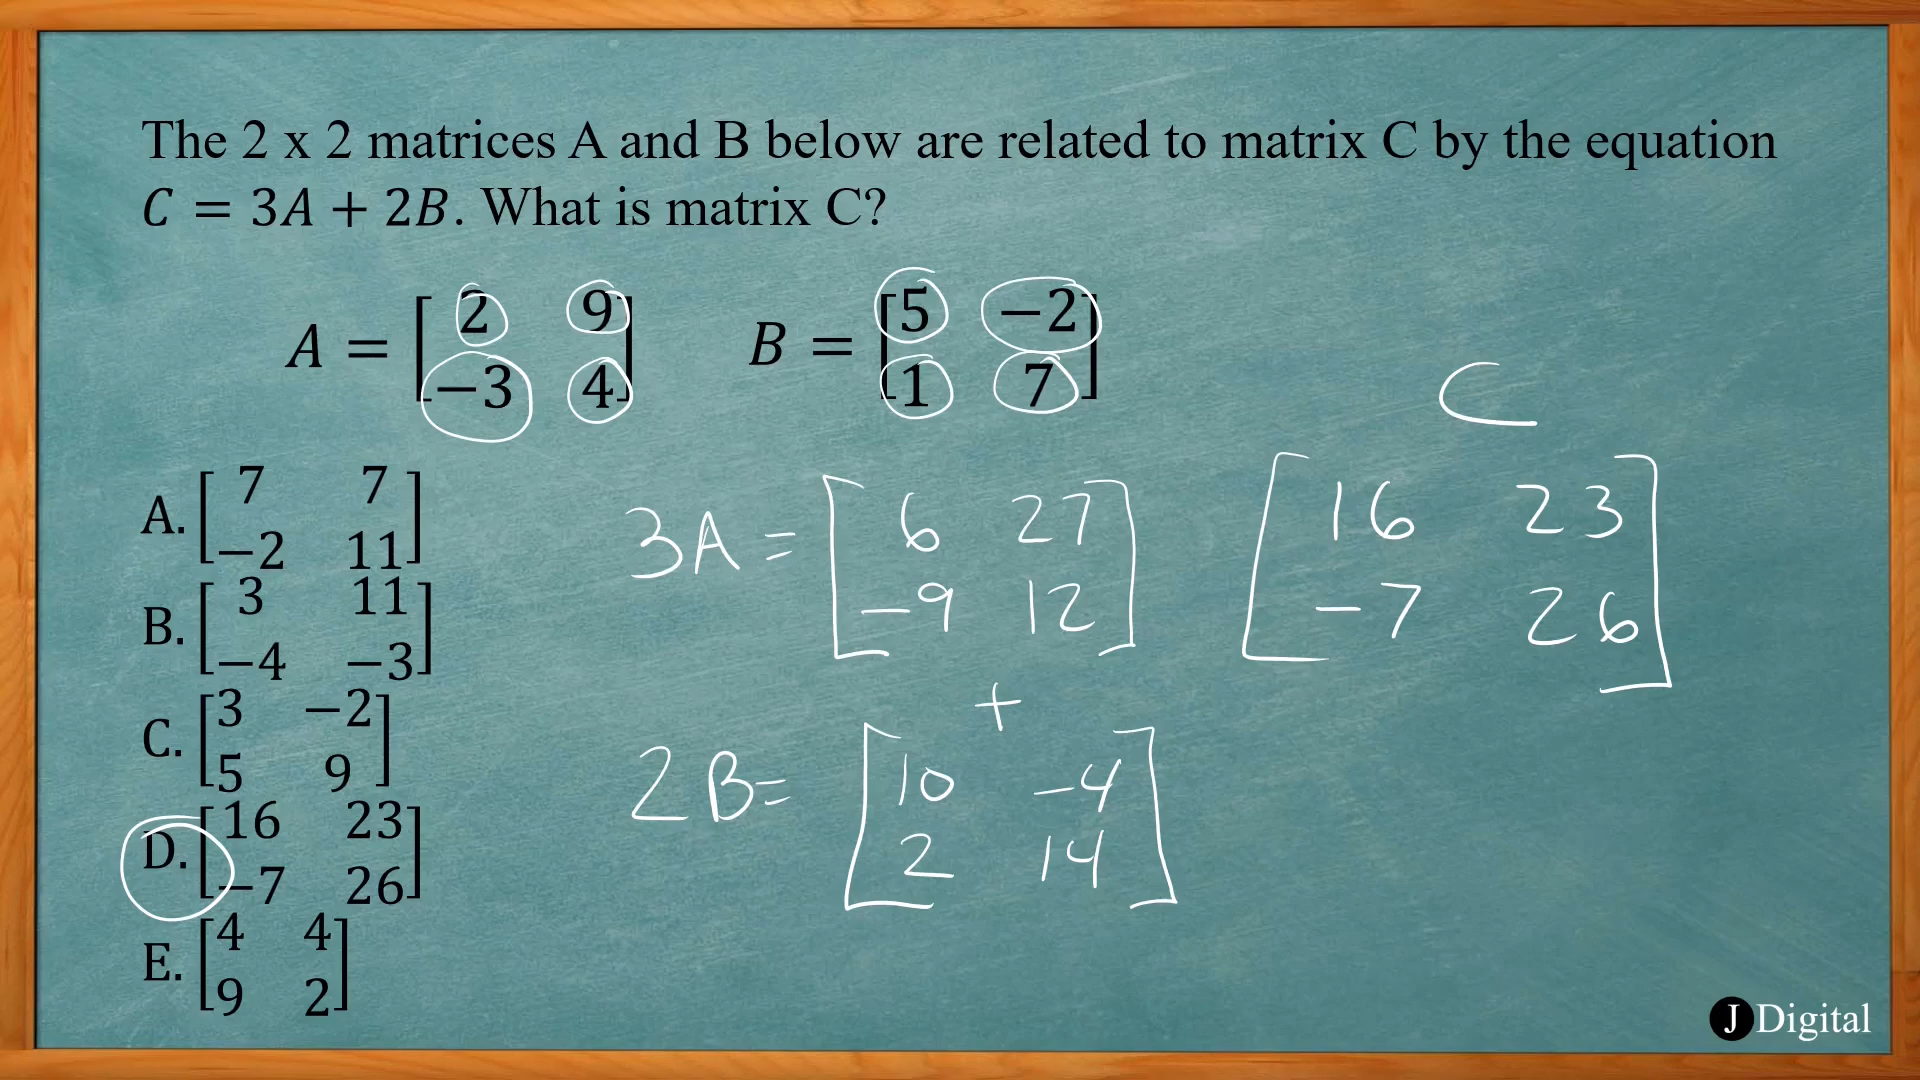 The 2 x 2 matrices A and B below are related to matrix C by the equation
C = 3A + 2B. What is matrix C?
A = [2 9
−3 4]
B = [5 −2
1 7]
A. [7 7
−2 11]
B. [3 11
−4 −3]
C. [3 −2
5 9]
D. [16 23
−7 26]
E. [4 4
9 2]
3A = [6 27
−9 12]
+
2B = [10 −4
2 14]
C
[16 23
−7 26]
J Digital